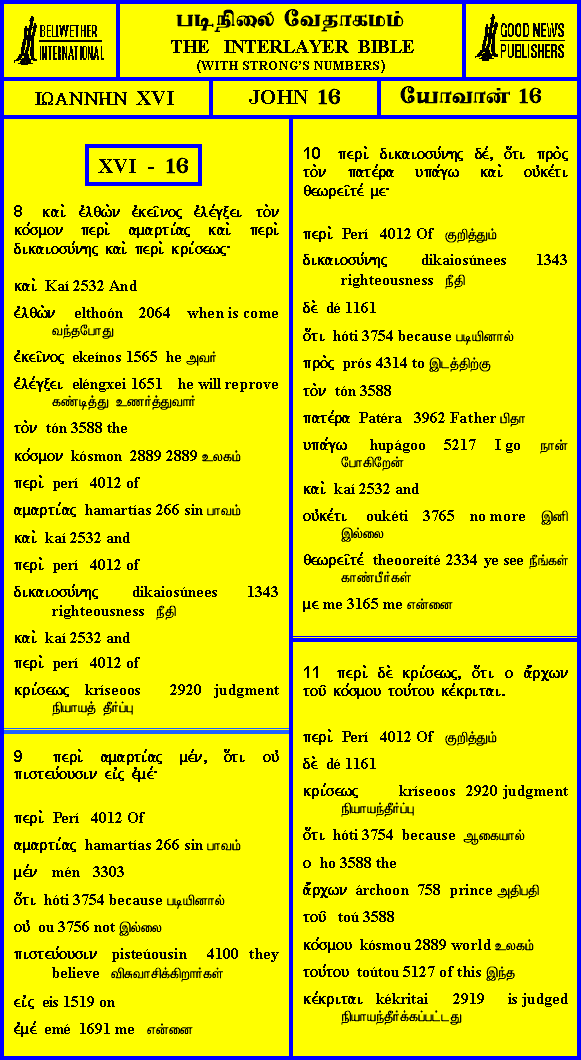 BELLWETHER
INTERNATIONAL
படிநிலை வேதாகமம்
THE INTERLAYER BIBLE
(WITH STRONG'S NUMBERS)
GOOD NEWS
PUBLISHERS
ΙΩΑΝΝΗΝ XVI
JOHN 16
யோவான் 16
XVI - 16
8 καὶ ἐλθὼν ἐκεῖνος ἐλέγξει τὸν
κόσμον περὶ αμαρτίας καὶ περὶ
δικαιοσύνης καὶ περὶ κρίσεως·
καὶ Kaí 2532 And
ἐλθὼν elthoón 2064 when is come
வந்தபோது
ἐκεῖνος ekeínos 1565 he அவர்
ἐλέγξει eléngxei 1651 he will reprove
கண்டித்து உணர்த்துவார்
τὸν tón 3588 the
κόσμον kósmon 2889 2889 உலகம்
περὶ perí 4012 of
αμαρτίας hamartías 266 sin பாவம்
καὶ kaí 2532 and
περὶ perí 4012 of
δικαιοσύνης dikaiosúnees 1343
righteousness நீதி
καὶ kaí 2532 and
περὶ perí 4012 of
κρίσεως kríseoos 2920 judgment
நியாயத் தீர்ப்பு
9 περὶ αμαρτίας μέν, ὅτι οὐ
πιστεύουσιν εἰς ἐμέ·
περὶ Perí 4012 Of
αμαρτίας hamartías 266 sin பாவம்
μέν mén 3303
ὅτι hóti 3754 because படியினால்
οὐ ou 3756 not இல்லை
πιστεύουσιν pisteúousin 4100 they
believe விசுவாசிக்கிறார்கள்
εἰς eis 1519 on
ἐμέ emé 1691 me என்னை
10 περὶ δικαιοσύνης δέ, ὅτι πρὸς
τὸν πατέρα υπάγω καὶ οὐκέτι
θεωρεῖτέ με·
περὶ Perí 4012 Of குறித்தும்
δικαιοσύνης dikaiosúnees 1343
righteousness நீதி
δὲ dé 1161
ὅτι hóti 3754 because படியினால்
πρὸς prós 4314 to இடத்திற்கு
τὸν tón 3588
πατέρα Patéra 3962 Father பிதா
υπάγω hupágoo 5217 I go நான்
போகிறேன்
καὶ kaí 2532 and
οὐκέτι oukéti 3765 no more இனி
இல்லை
θεωρεῖτέ theooreíté 2334 ye see நீங்கள்
காண்பீர்கள்
με me 3165 me என்னை
11 περὶ δὲ κρίσεως, ὅτι ο ἄρχων
τοῦ κόσμου τούτου κέκριται.
περὶ Perí 4012 Of குறித்தும்
δὲ dé 1161
κρίσεως kríseoos 2920 judgment
நியாயந்தீர்ப்பு
ὅτι hóti 3754 because ஆகையால்
ο ho 3588 the
ἄρχων árchoon 758 prince அதிபதி
τοῦ toú 3588
κόσμου kósmou 2889 world உலகம்
τούτου toútou 5127 of this இந்த
κέκριται kékritai 2919 is judged
நியாயந்தீர்க்கப்பட்டது